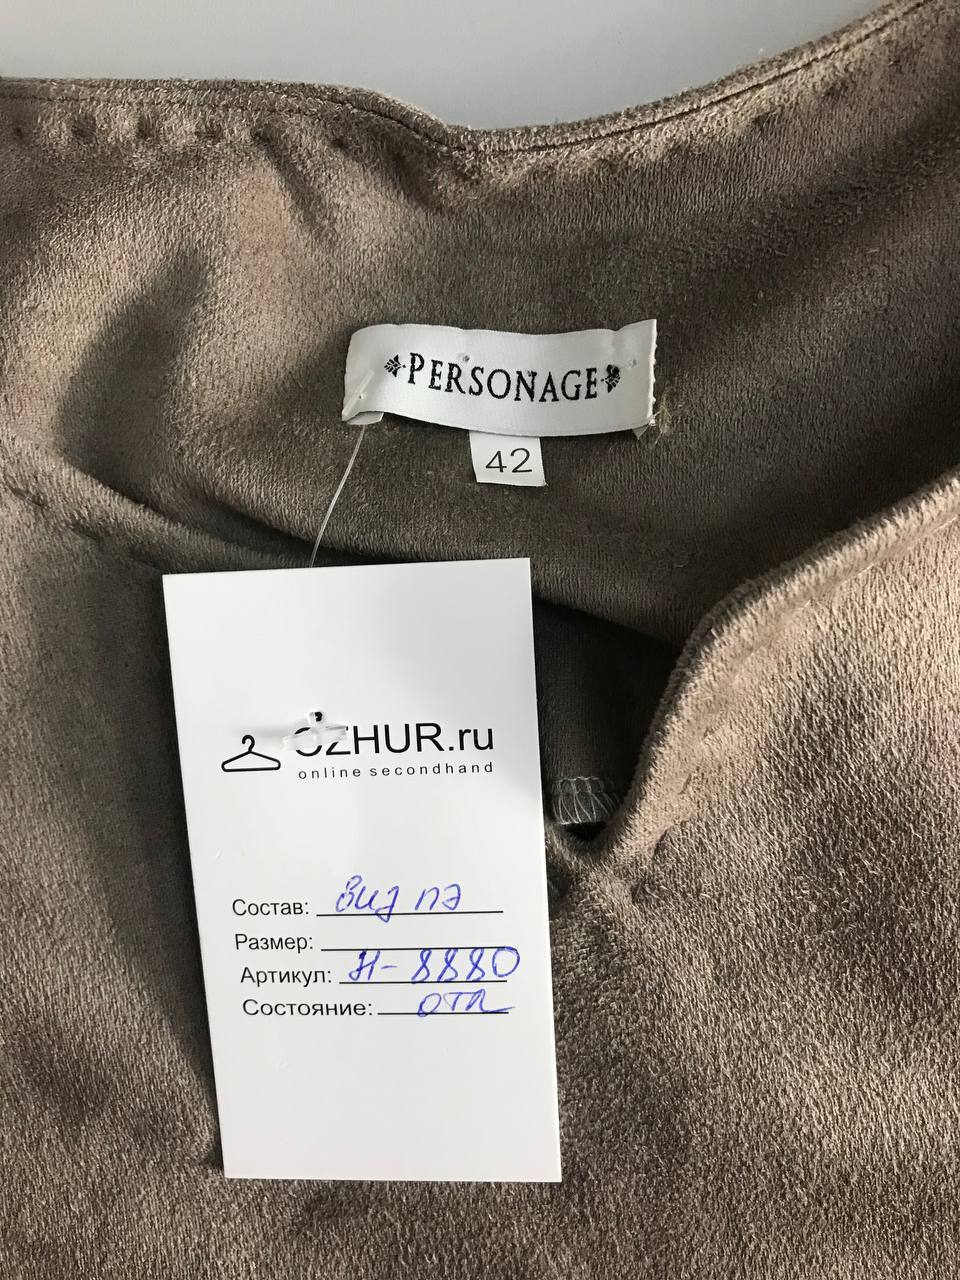 PERSONAGE
42
OZHUR.ru
online secondhand
Состав: Виз пэ
Размер:
Артикул: H-8880
Состояние: отл